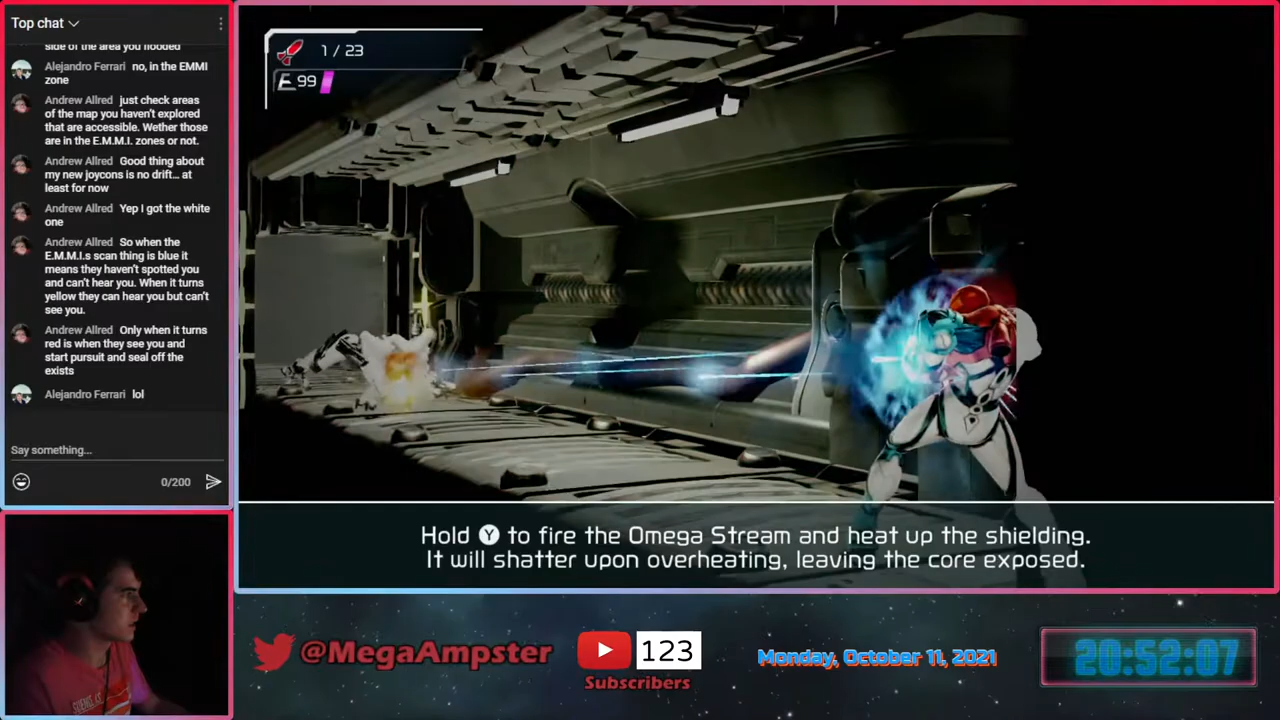 Top chat
side of the area you flooded
Alejandro Ferrari no, in the EMMI
zone
Andrew Allred just check areas
of the map you haven't explored
that are accessible. Wether those
are in the E.M.M.I. zones or not.
Andrew Allred Good thing about
my new joycons is no drift... at
least for now
Andrew Allred Yep I got the white
one
Andrew Allred So when the
E.M.M.I.s scan thing is blue it
means they haven't spotted you
and can't hear you. When it turns
yellow they can hear you but can't
see you.
Andrew Allred Only when it turns
red is when they see you and
start pursuit and seal off the
exists
Alejandro Ferrari lol
Say something...
0/200
1 / 23
E 99
Hold Y to fire the Omega Stream and heat up the shielding.
It will shatter upon overheating, leaving the core exposed.
@MegaAmpster
123
Subscribers
Monday, October 11, 2021
20:52:07